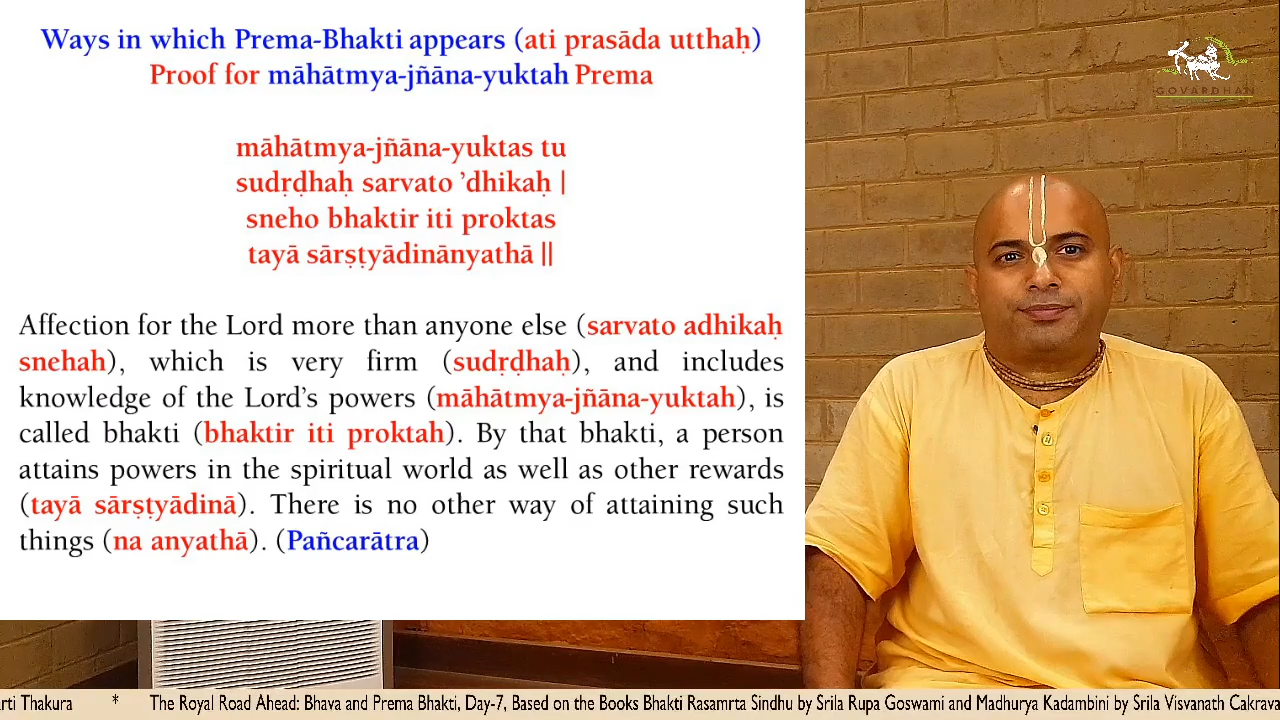 Ways in which Prema-Bhakti appears (ati prasāda utthaḥ)
Proof for māhātmya-jñāna-yuktah Prema
māhātmya-jñāna-yuktas tu
sudṛḍhaḥ sarvato ’dhikaḥ |
sneho bhaktir iti proktas
tayā sārṣṭyādinānyathā ||
Affection for the Lord more than anyone else (sarvato adhikaḥ
snehah), which is very firm (sudṛḍhaḥ), and includes
knowledge of the Lord’s powers (māhātmya-jñāna-yuktah), is
called bhakti (bhaktir iti proktah). By that bhakti, a person
attains powers in the spiritual world as well as other rewards
(tayā sārṣṭyādinā). There is no other way of attaining such
things (na anyathā). (Pañcarātra)
GOVARDHAN
rti Thakura * The Royal Road Ahead: Bhava and Prema Bhakti, Day-7, Based on the Books Bhakti Rasamrta Sindhu by Srila Rupa Goswami and Madhurya Kadambini by Srila Visvanath Cakrava